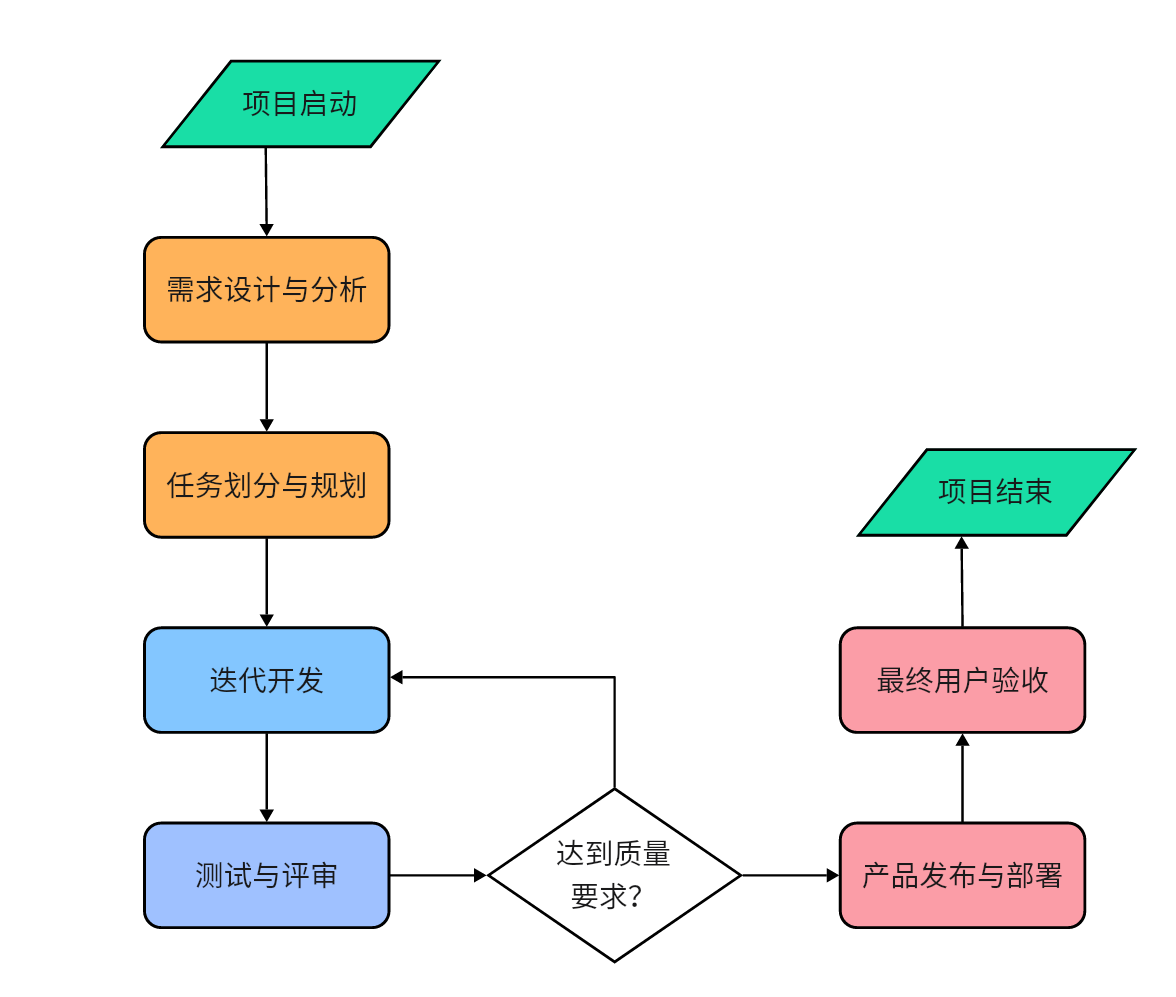 项目启动
需求设计与分析
任务划分与规划
迭代开发
测试与评审
达到质量
要求？
产品发布与部署
最终用户验收
项目结束